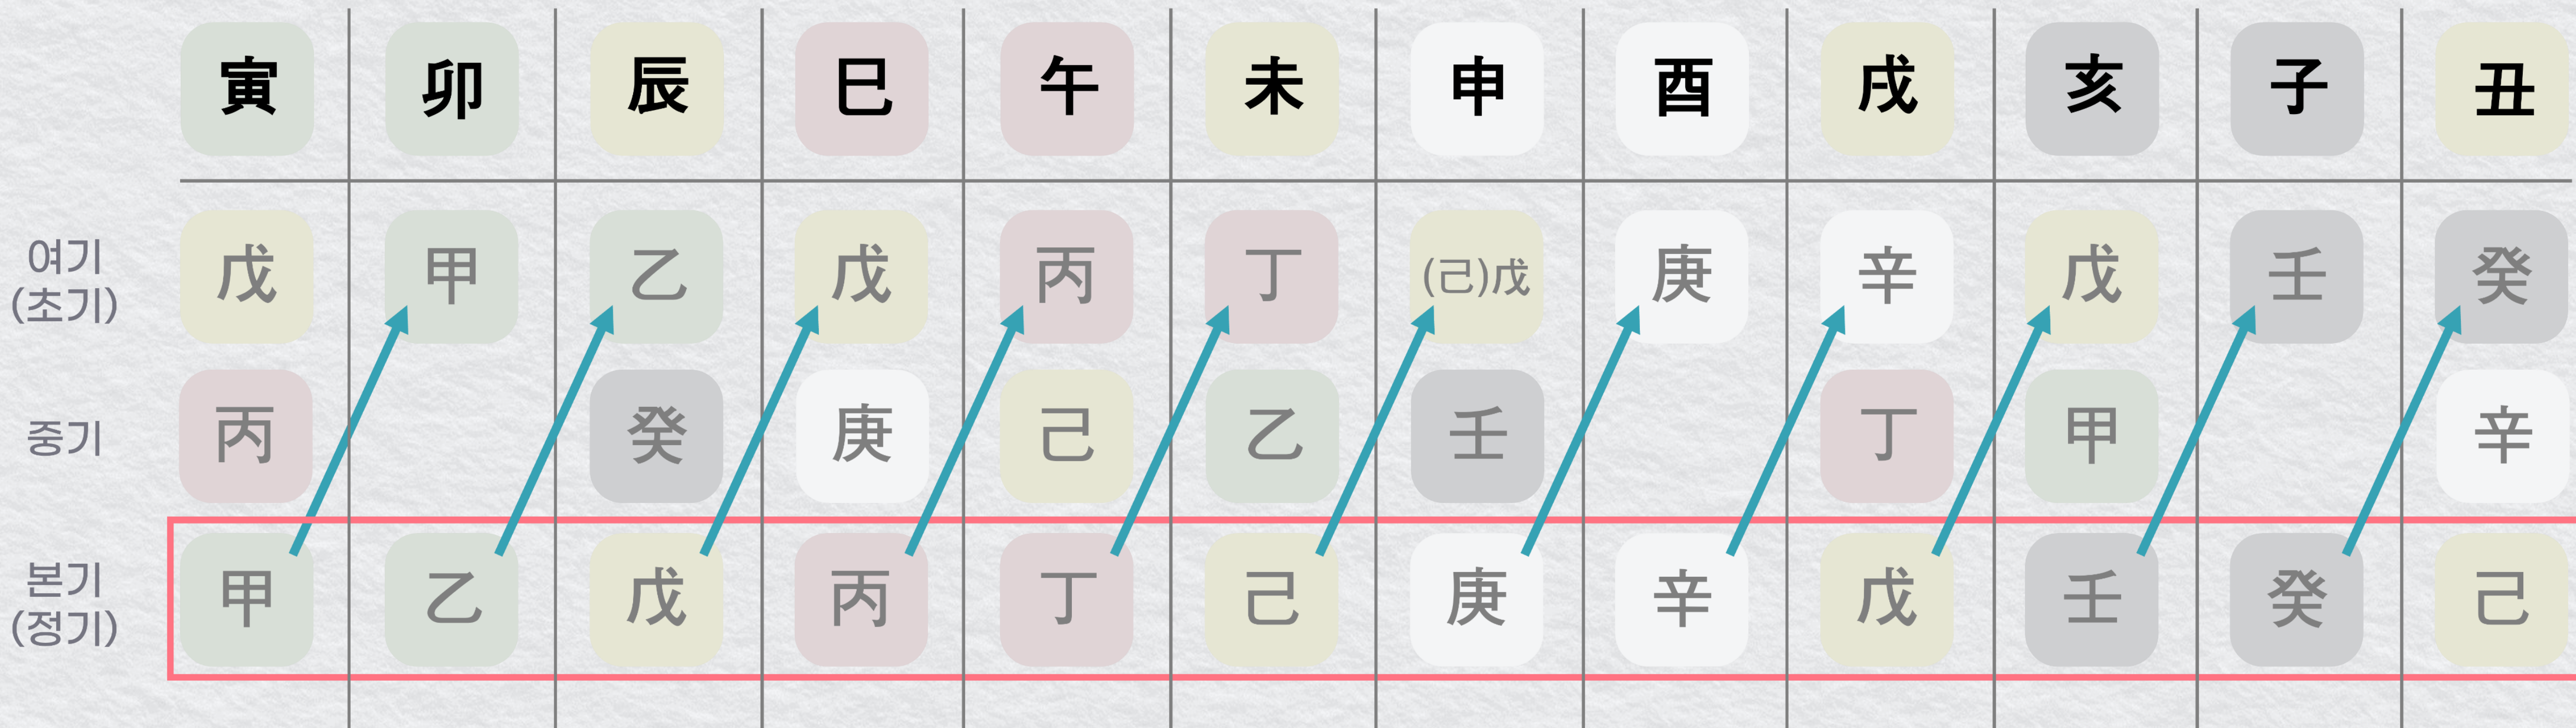 寅 卯 辰 巳 午 未 申 酉 戌 亥 子 丑
여기 (초기) 戊 甲 乙 戊 丙 丁 (己)戊 庚 辛 戊 壬 癸
중기 丙 癸 庚 己 乙 壬 丁 甲 辛
본기 (정기) 甲 乙 戊 丙 丁 己 庚 辛 戊 壬 癸 己